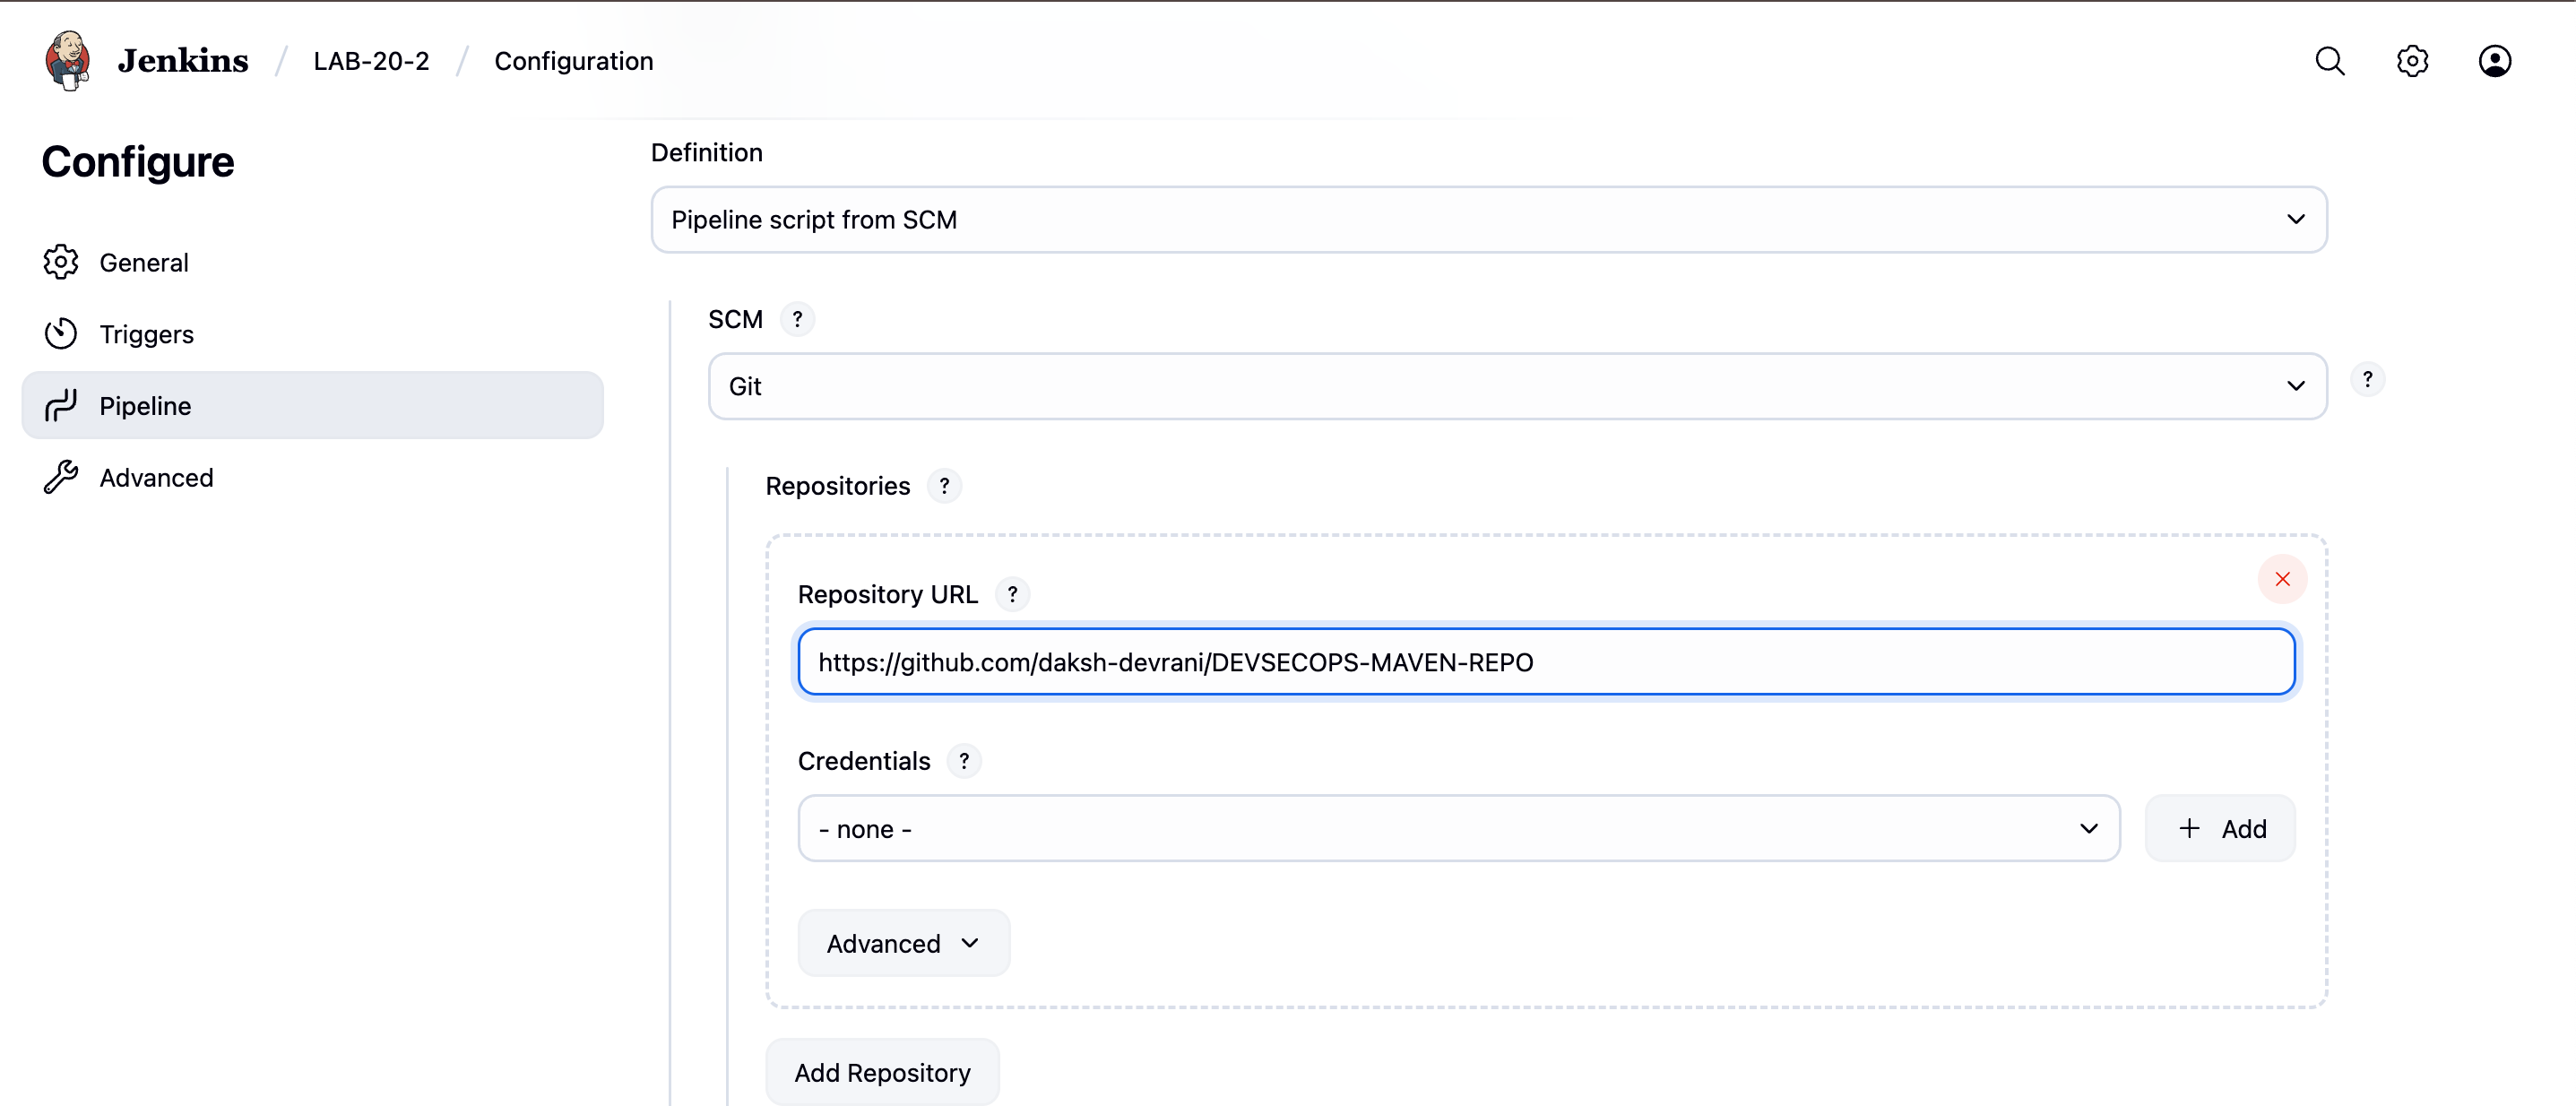 Jenkins / LAB-20-2 / Configuration
Configure
General
Triggers
Pipeline
Advanced
Definition
Pipeline script from SCM
SCM ?
Git
?
Repositories ?
Repository URL ?
https://github.com/daksh-devrani/DEVSECOPS-MAVEN-REPO
Credentials ?
- none -
+ Add
Advanced
Add Repository